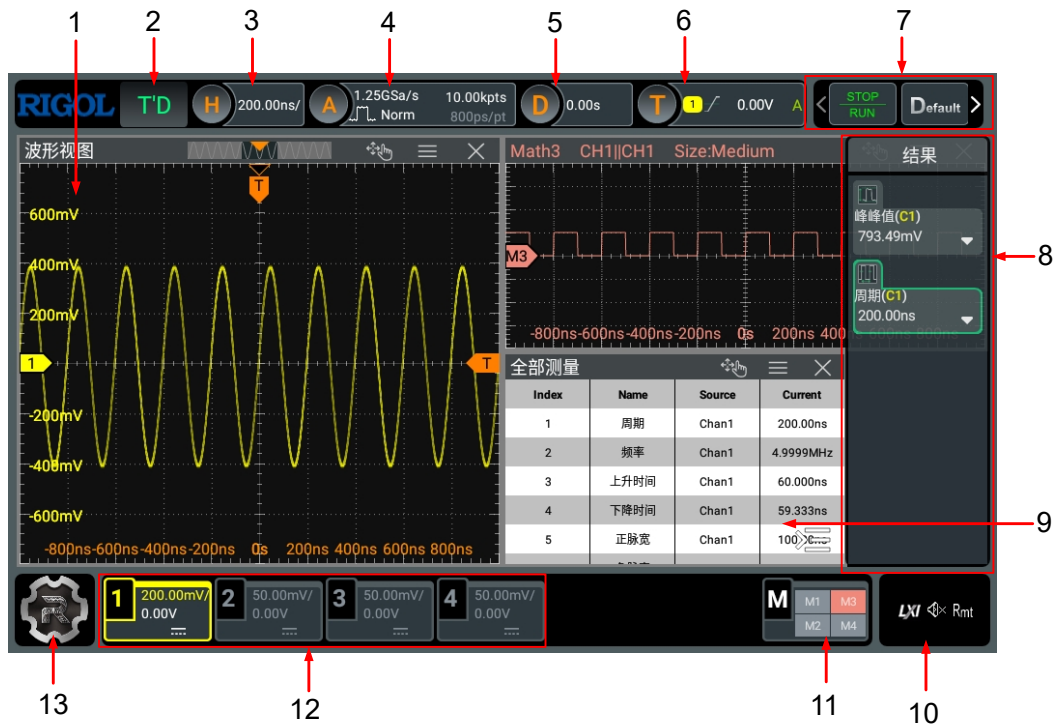 1 2 3 4 5 6 7
RIGOL T'D H 200.00ns/ A 1.25GSa/s 10.00kpts D 0.00s T 1 0.00V A STOP Default
Norm 800ps/pt RUN
波形视图
T
600mV
400mV
200mV
1 T
-200mV
-400mV
-600mV
-800ns-600ns-400ns-200ns 0s 200ns 400ns 600ns 800ns
Math3 CH1||CH1 Size:Medium
M3
-800ns-600ns-400ns-200ns 0s 200ns 400ns 600ns 800ns
全部测量
Index Name Source Current
1 周期 Chan1 200.00ns
2 频率 Chan1 4.9999MHz
3 上升时间 Chan1 60.000ns
4 下降时间 Chan1 59.333ns
5 正脉宽 Chan1
结果
峰峰值(C1)
793.49mV
周期(C1)
200.00ns
8
9
R
1 200.00mV/ 0.00V
2 50.00mV/ 0.00V
3 50.00mV/ 0.00V
4 50.00mV/ 0.00V
M M1 M3
M2 M4
LXI Rmt
13 12 11 10